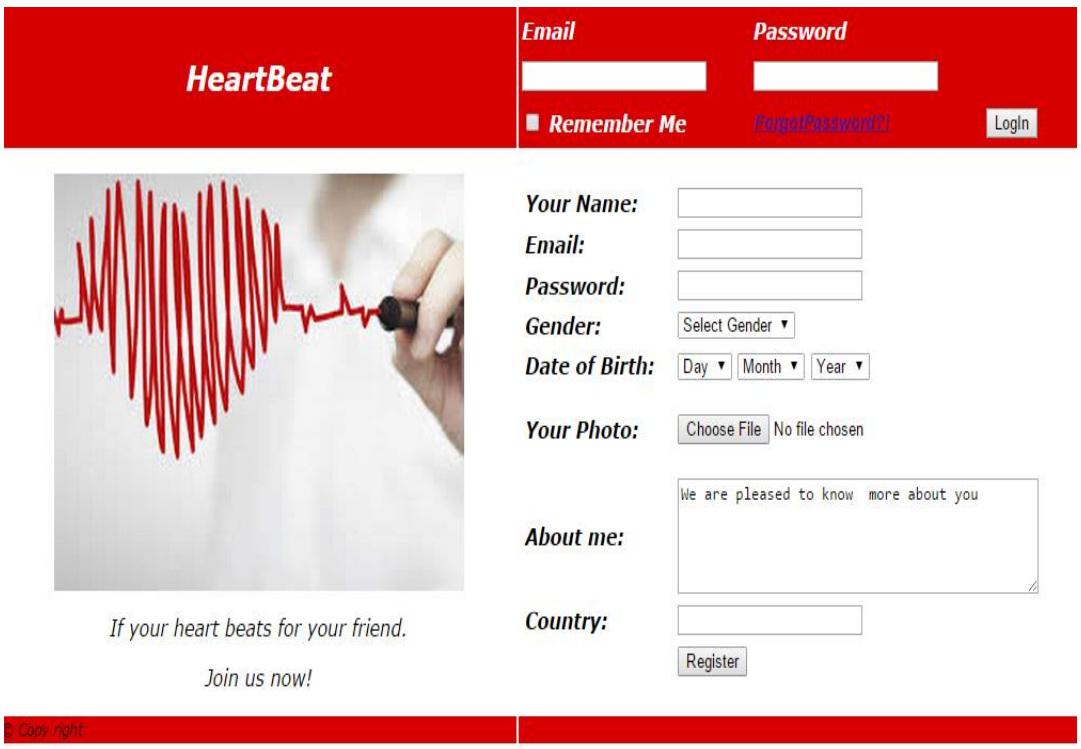 HeartBeat
Email Password
Remember Me ForgotPassword?! LogIn
Your Name:
Email:
Password:
Gender: Select Gender
Date of Birth: Day Month Year
Your Photo: Choose File No file chosen
We are pleased to know more about you
About me:
Country:
Register
If your heart beats for your friend.
Join us now!
© Copy right